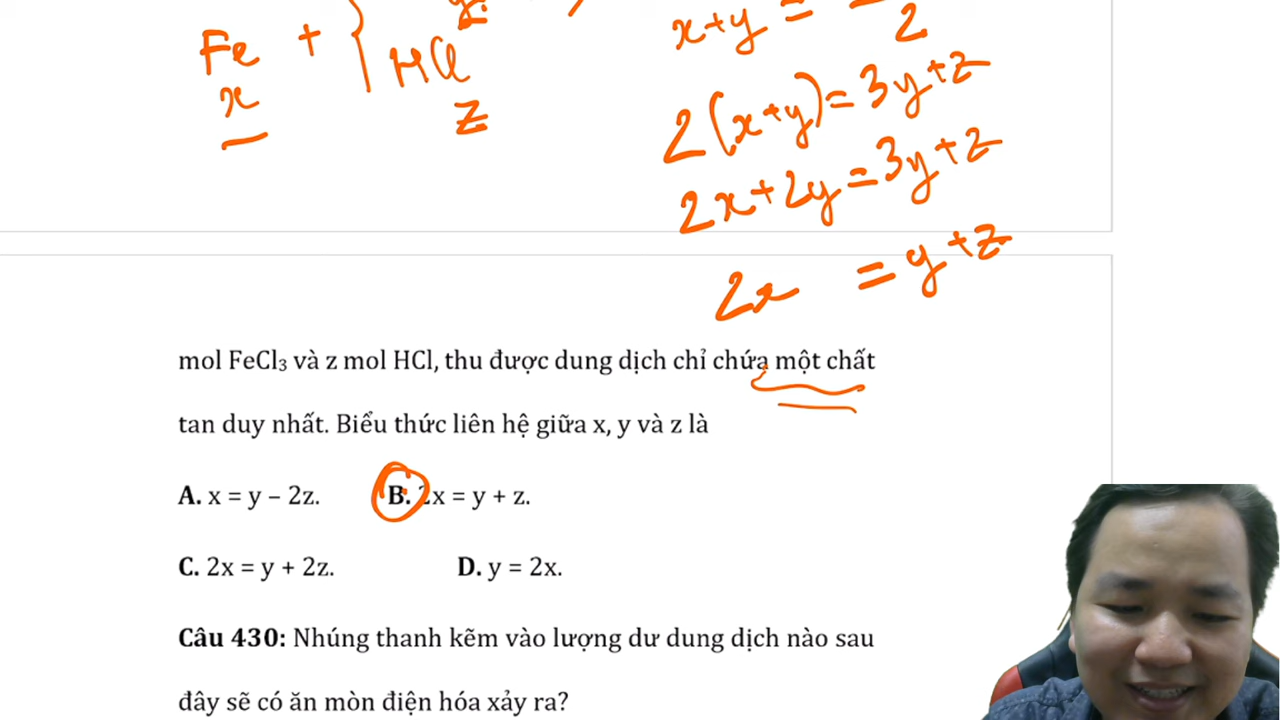 Fe + { HCl
x
z
x+y =
2
2(x+y)=3y+z
2x+2y=3y+z
2x = y+z
mol FeCl₃ và z mol HCl, thu được dung dịch chỉ chứa một chất
tan duy nhất. Biểu thức liên hệ giữa x, y và z là
A. x = y – 2z. B. 2x = y + z.
C. 2x = y + 2z. D. y = 2x.
Câu 430: Nhúng thanh kẽm vào lượng dư dung dịch nào sau
đây sẽ có ăn mòn điện hóa xảy ra?